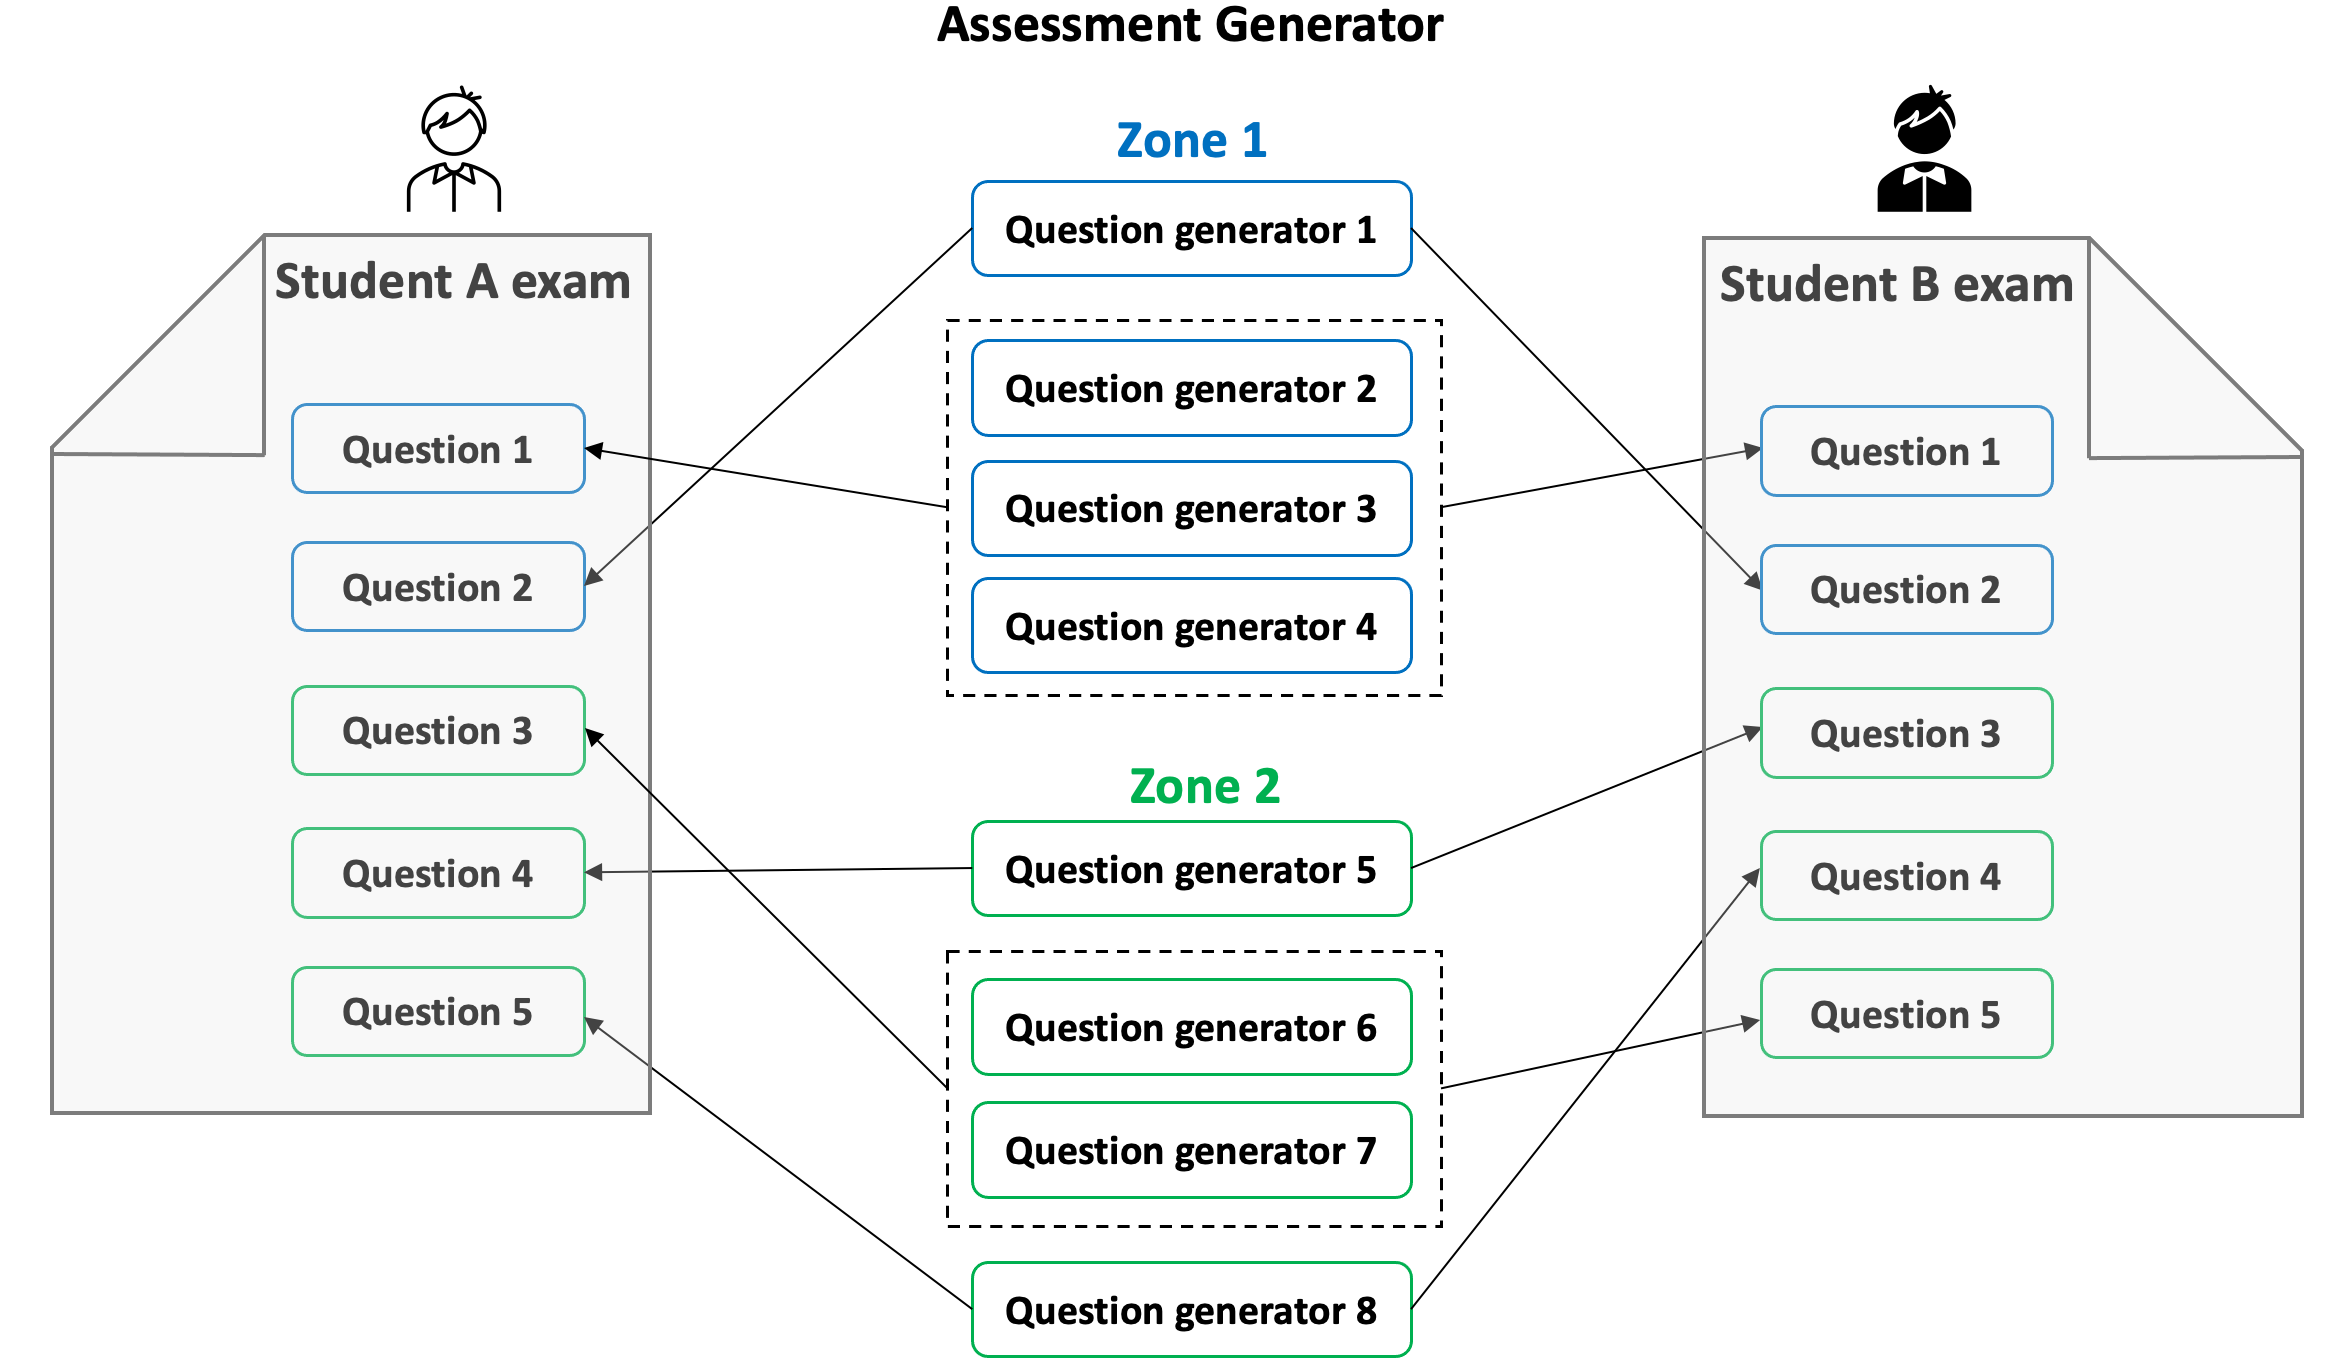 Assessment Generator
Student A exam
Question 1
Question 2
Question 3
Question 4
Question 5
Zone 1
Question generator 1
Question generator 2
Question generator 3
Question generator 4
Zone 2
Question generator 5
Question generator 6
Question generator 7
Question generator 8
Student B exam
Question 1
Question 2
Question 3
Question 4
Question 5